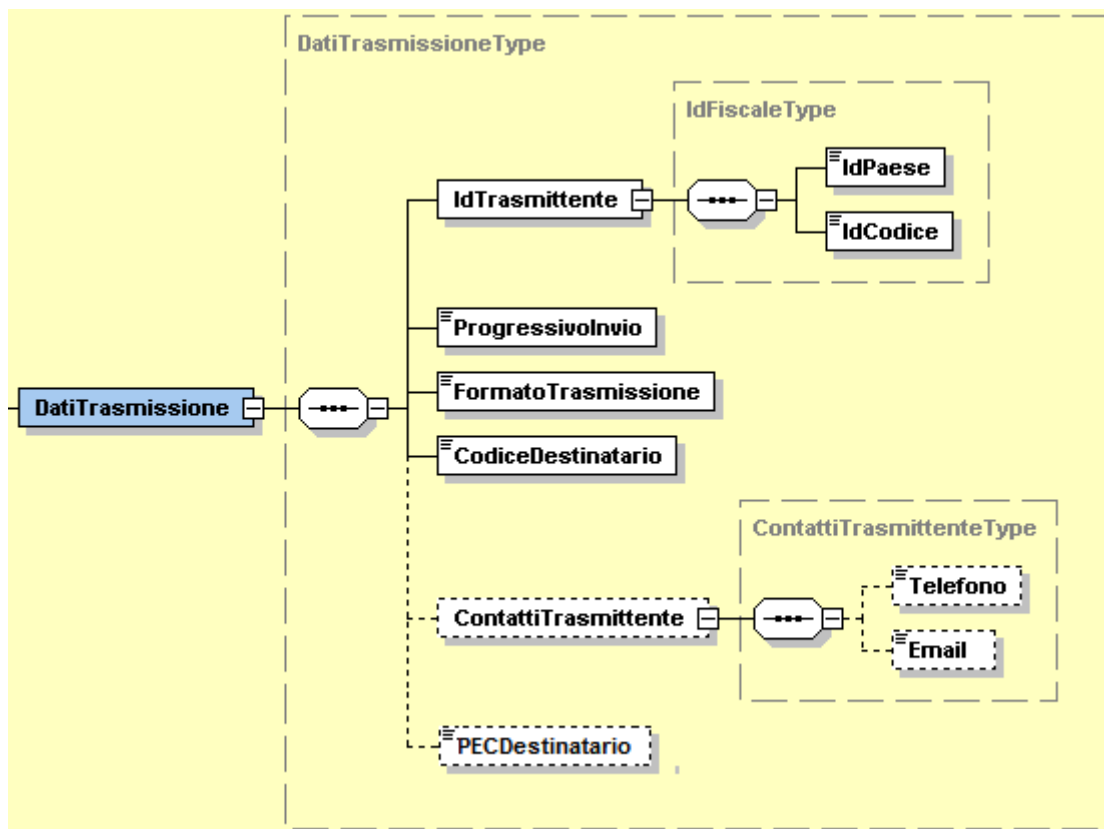 DatiTrasmissioneType
IdFiscaleType
IdPaese
IdTrasmittente
IdCodice
ProgressivoInvio
FormatoTrasmissione
DatiTrasmissione
CodiceDestinatario
ContattiTrasmittenteType
Telefono
ContattiTrasmittente
Email
PECDestinatario